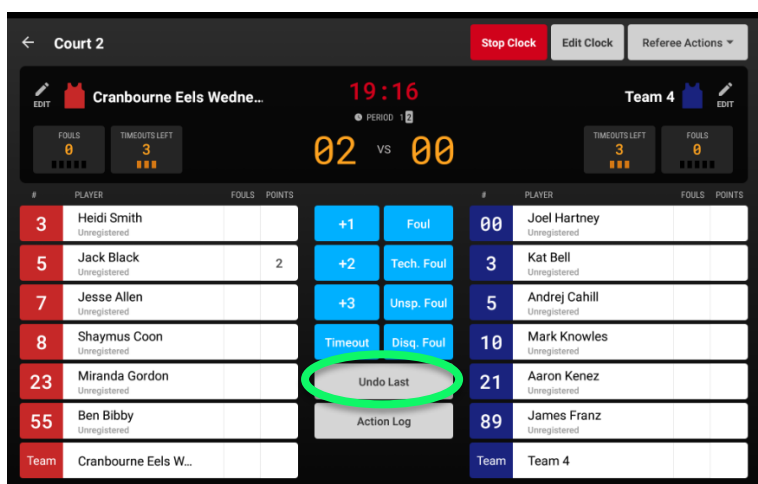 ← Court 2
Stop Clock
Edit Clock
Referee Actions
EDIT
Cranbourne Eels Wedne...
19:16
PERIOD 1 2
Team 4
EDIT
FOULS
0
TIMEOUTS LEFT
3
02 VS 00
TIMEOUTS LEFT
3
FOULS
0
# PLAYER FOULS POINTS
3 Heidi Smith
Unregistered
5 Jack Black 2
Unregistered
7 Jesse Allen
Unregistered
8 Shaymus Coon
Unregistered
23 Miranda Gordon
Unregistered
55 Ben Bibby
Unregistered
Team Cranbourne Eels W...
+1 Foul
+2 Tech. Foul
+3 Unsp. Foul
Timeout Disq. Foul
Undo Last
Action Log
# PLAYER FOULS POINTS
00 Joel Hartney
Unregistered
3 Kat Bell
Unregistered
5 Andrej Cahill
Unregistered
10 Mark Knowles
Unregistered
21 Aaron Kenez
Unregistered
89 James Franz
Unregistered
Team Team 4